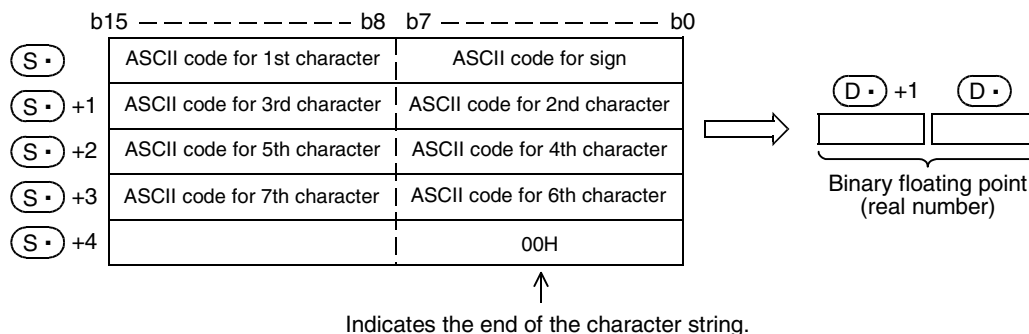 b15 — — — — — — — b8 b7 — — — — — — — b0
S· ASCII code for 1st character ASCII code for sign
S· +1 ASCII code for 3rd character ASCII code for 2nd character
S· +2 ASCII code for 5th character ASCII code for 4th character
S· +3 ASCII code for 7th character ASCII code for 6th character
S· +4 00H
Indicates the end of the character string.
D· +1 D·
Binary floating point
(real number)